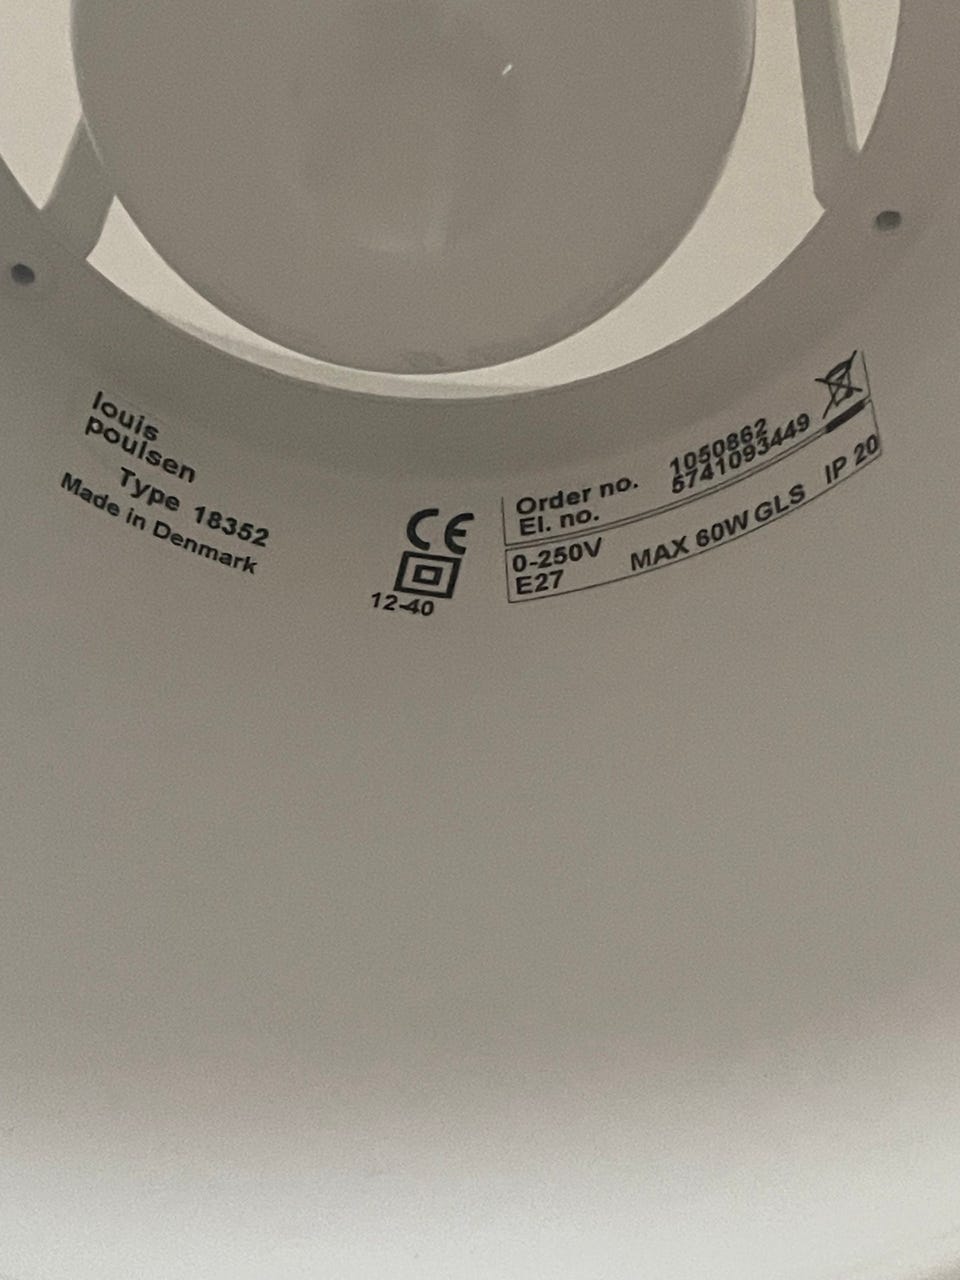 louis
poulsen
Type 18352
Made in Denmark
CE
12-40
Order no. 1050862
El. no. 5741093449
0-250V
E27 MAX 60W GLS IP 20